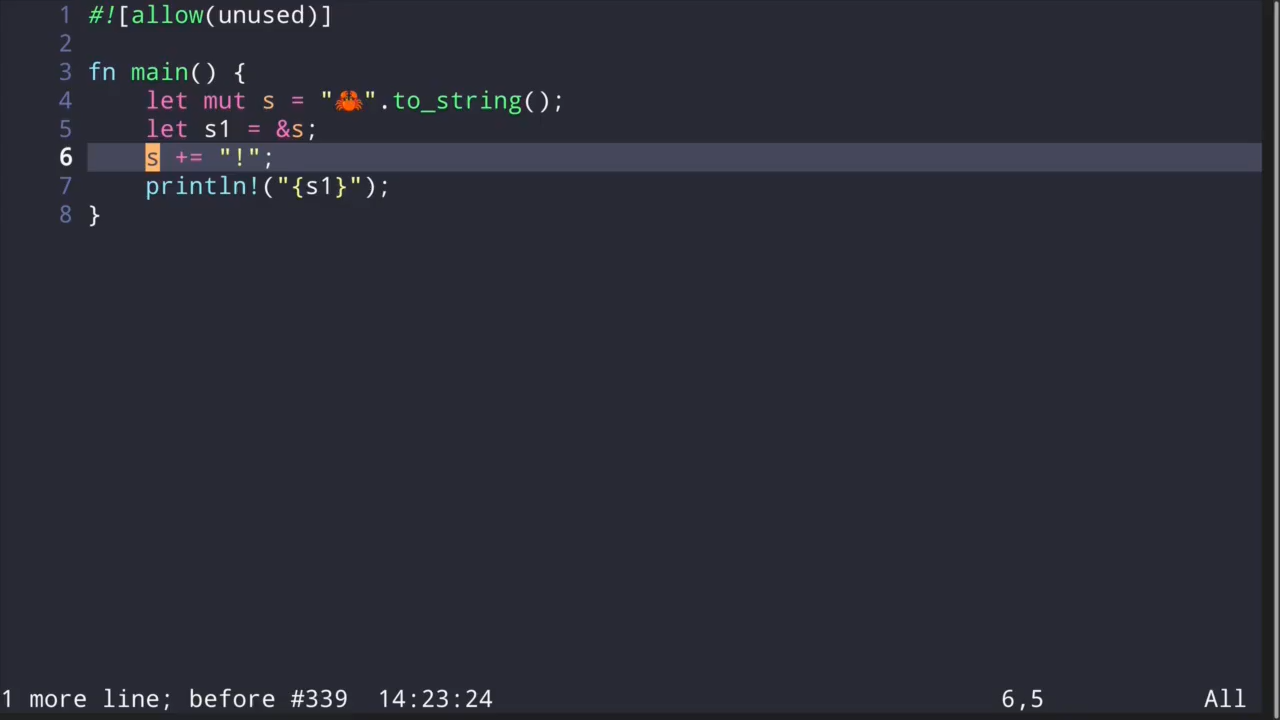 1 #![allow(unused)]
2
3 fn main() {
4     let mut s = "🦀".to_string();
5     let s1 = &s;
6     s += "!";
7     println!("{s1}");
8 }
1 more line; before #339  14:23:24    6,5    All